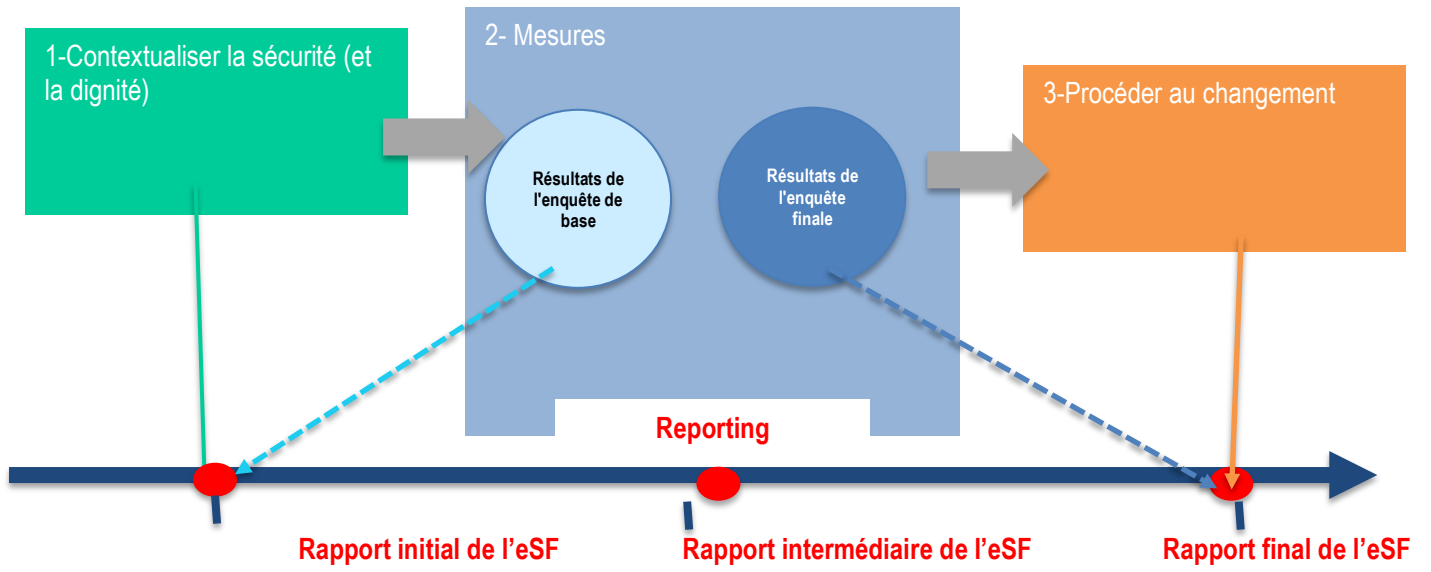 1-Contextualiser la sécurité (et
la dignité)
2- Mesures
3-Procéder au changement
Résultats de
l'enquête de
base
Résultats de
l'enquête
finale
Reporting
Rapport initial de l’eSF
Rapport intermédiaire de l’eSF
Rapport final de l’eSF